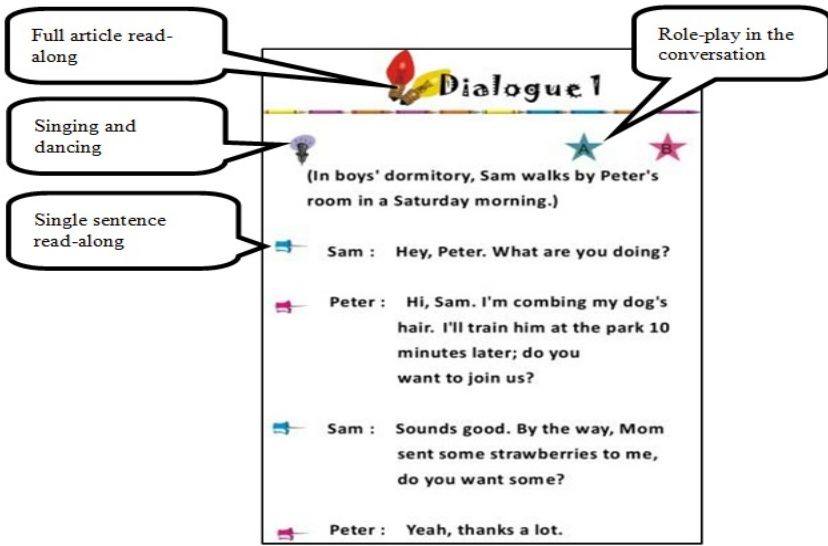 Full article read-
along
Role-play in the
conversation
Dialogue 1
Singing and
dancing
A
B
(In boys' dormitory, Sam walks by Peter's
room in a Saturday morning.)
Single sentence
read-along
Sam : Hey, Peter. What are you doing?
Peter : Hi, Sam. I'm combing my dog's
hair. I'll train him at the park 10
minutes later; do you
want to join us?
Sam : Sounds good. By the way, Mom
sent some strawberries to me,
do you want some?
Peter : Yeah, thanks a lot.